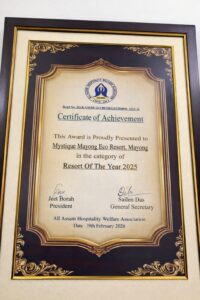 Certificate of Achievement
This Award is Proudly Presented to
Mystique Mayong Eco Resort, Mayong
in the category of
Resort Of The Year 2025
Jeet Borah
President
Sailen Das
General Secretary
All Assam Hospitality Welfare Association
Date : 19th February 2026